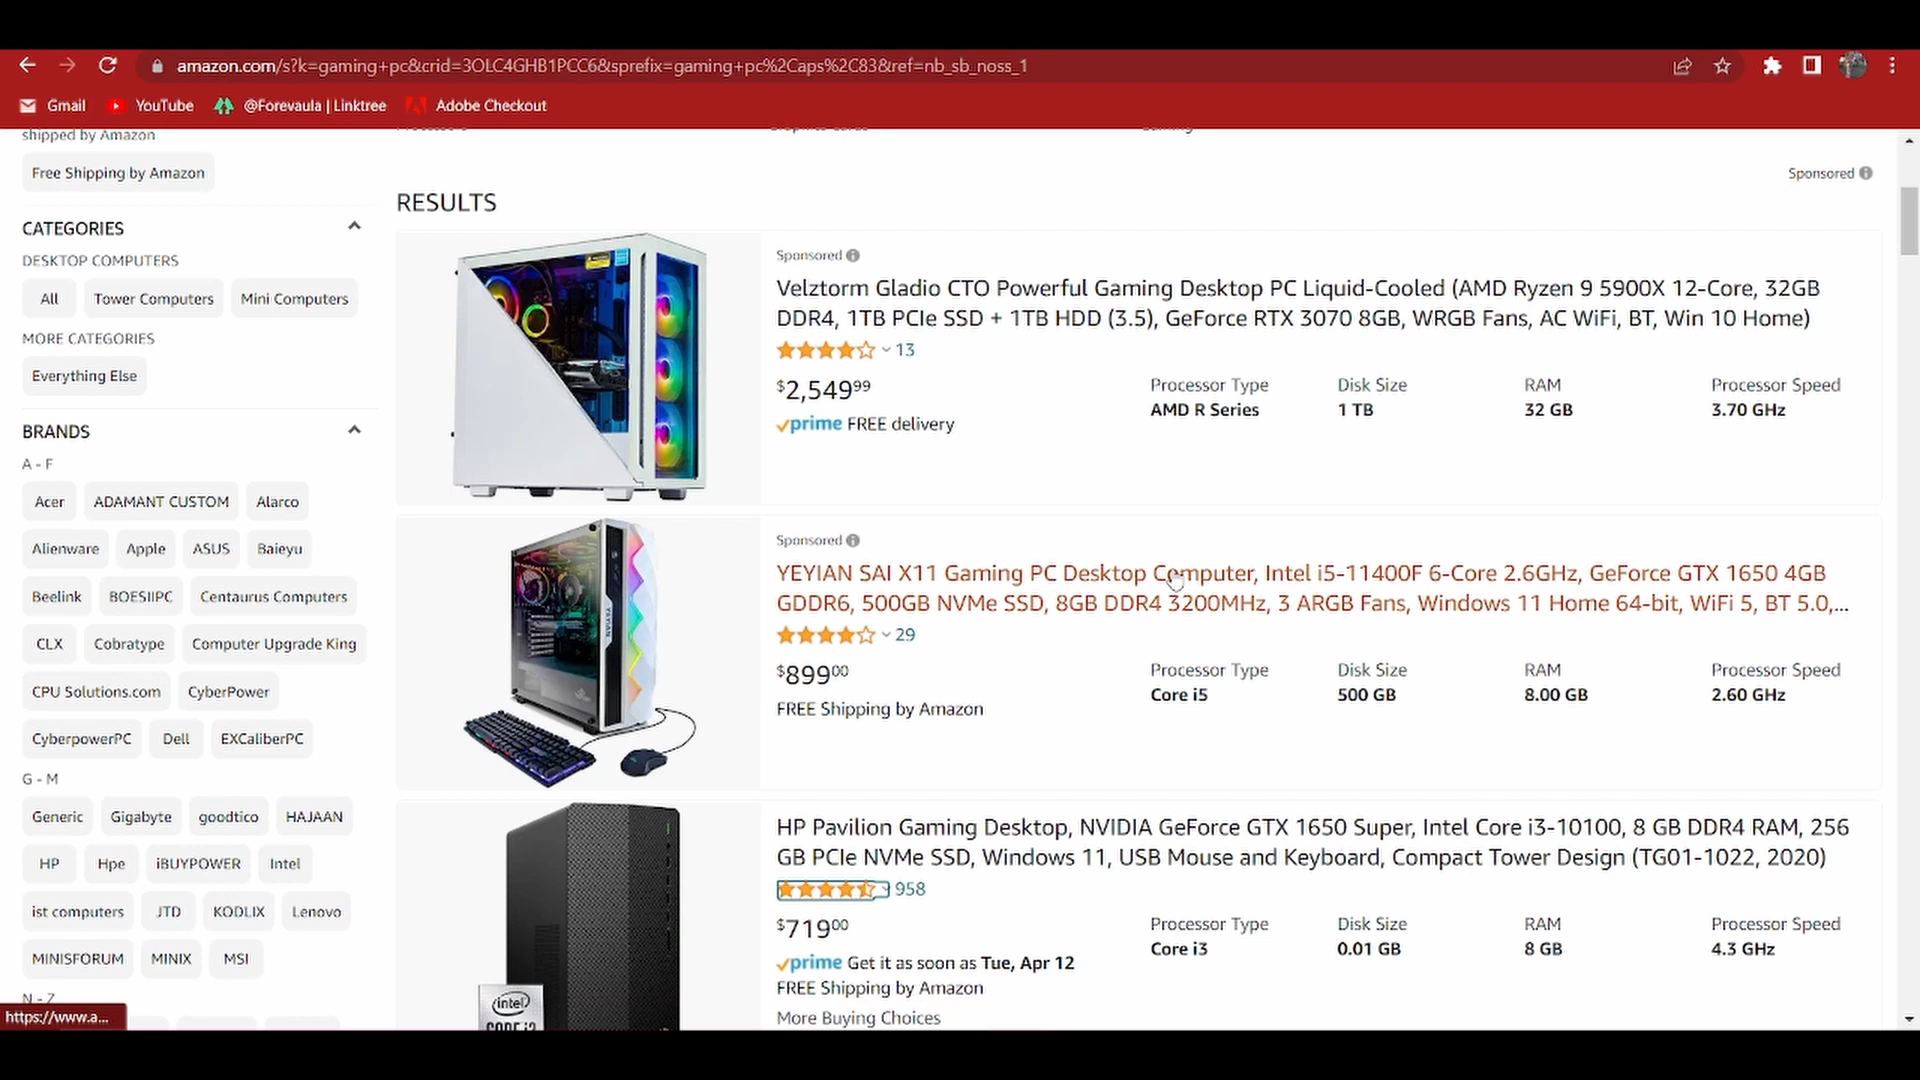 amazon.com/s?k=gaming+pc&crid=3OLC4GHB1PCC6&sprefix=gaming+pc%2Caps%2C83&ref=nb_sb_noss_1
Gmail YouTube @Forevaula | Linktree Adobe Checkout
shipped by Amazon
Free Shipping by Amazon
CATEGORIES
DESKTOP COMPUTERS
All Tower Computers Mini Computers
MORE CATEGORIES
Everything Else
BRANDS
A - F
Acer ADAMANT CUSTOM Alarco
Alienware Apple ASUS Baieyu
Beelink BOESIIPC Centaurus Computers
CLX Cobratype Computer Upgrade King
CPU Solutions.com CyberPower
CyberpowerPC Dell EXCaliberPC
G - M
Generic Gigabyte goodtico HAJAAN
HP Hpe iBUYPOWER Intel
ist computers JTD KODLIX Lenovo
MINISFORUM MINIX MSI
N - Z
https://www.a...
Sponsored
RESULTS
Sponsored
Velztorm Gladio CTO Powerful Gaming Desktop PC Liquid-Cooled (AMD Ryzen 9 5900X 12-Core, 32GB
DDR4, 1TB PCIe SSD + 1TB HDD (3.5), GeForce RTX 3070 8GB, WRGB Fans, AC WiFi, BT, Win 10 Home)
13
$2,549.99
prime FREE delivery
Processor Type Disk Size RAM Processor Speed
AMD R Series 1 TB 32 GB 3.70 GHz
Sponsored
YEYIAN SAI X11 Gaming PC Desktop Computer, Intel i5-11400F 6-Core 2.6GHz, GeForce GTX 1650 4GB
GDDR6, 500GB NVMe SSD, 8GB DDR4 3200MHz, 3 ARGB Fans, Windows 11 Home 64-bit, WiFi 5, BT 5.0,...
29
$899.00
FREE Shipping by Amazon
Processor Type Disk Size RAM Processor Speed
Core i5 500 GB 8.00 GB 2.60 GHz
YEYIAN
HP Pavilion Gaming Desktop, NVIDIA GeForce GTX 1650 Super, Intel Core i3-10100, 8 GB DDR4 RAM, 256
GB PCIe NVMe SSD, Windows 11, USB Mouse and Keyboard, Compact Tower Design (TG01-1022, 2020)
958
$719.00
prime Get it as soon as Tue, Apr 12
FREE Shipping by Amazon
More Buying Choices
Processor Type Disk Size RAM Processor Speed
Core i3 0.01 GB 8 GB 4.3 GHz
intel
CORE i3